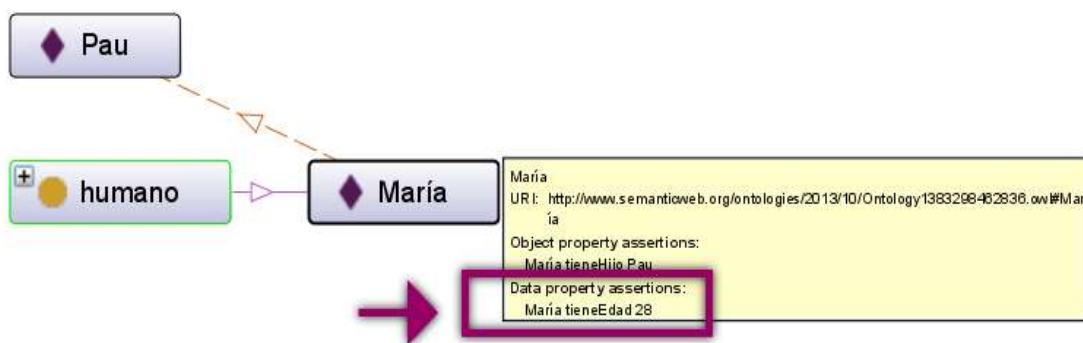 Pau
humano
María
María
URI: http://www.semanticweb.org/ontologies/2013/10/Ontology1383298462836.owl#Mar
ía
Object property assertions:
María tieneHijo Pau
Data property assertions:
María tieneEdad 28